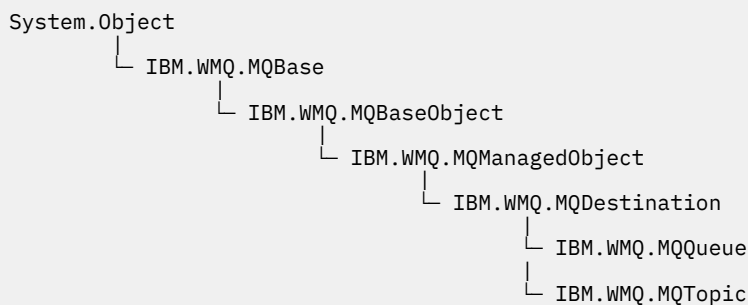 System.Object
IBM.WMQ.MQBase
IBM.WMQ.MQBaseObject
IBM.WMQ.MQManagedObject
IBM.WMQ.MQDestination
IBM.WMQ.MQQueue
IBM.WMQ.MQTopic